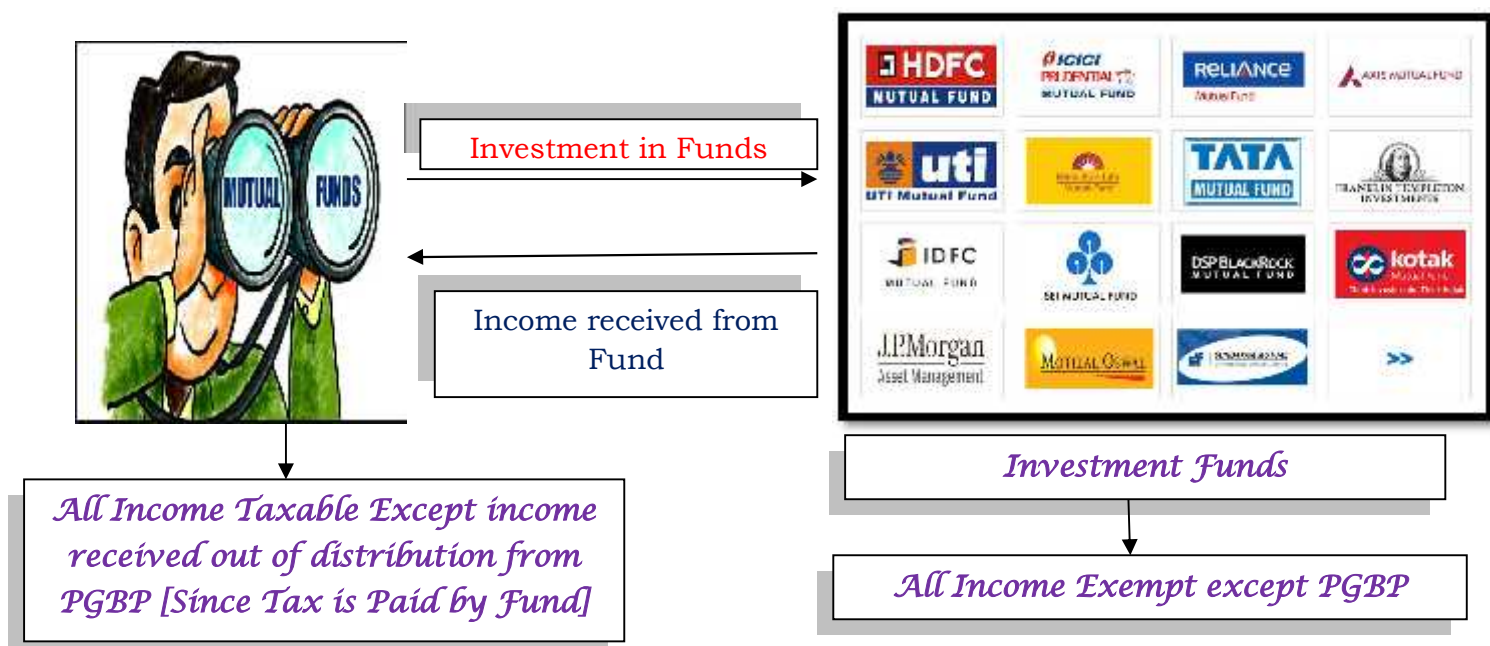 MUTUAL FUNDS
Investment in Funds
Income received from
Fund
HDFC
MUTUAL FUND
ICICI
PRUDENTIAL
MUTUAL FUND
RELIANCE
Mutual Fund
AXIS MUTUAL FUND
uti
UTI Mutual Fund
TATA
MUTUAL FUND
FRANKLIN TEMPLETON
INVESTMENTS
IDFC
MUTUAL FUND
SBI MUTUAL FUND
DSP BLACKROCK
MUTUAL FUND
kotak
Mutual Fund
J.P.Morgan
Asset Management
MOTILAL OSWAL
>>
Investment Funds
All Income Exempt except PGBP
All Income Taxable Except income
received out of distribution from
PGBP [Since Tax is Paid by Fund]